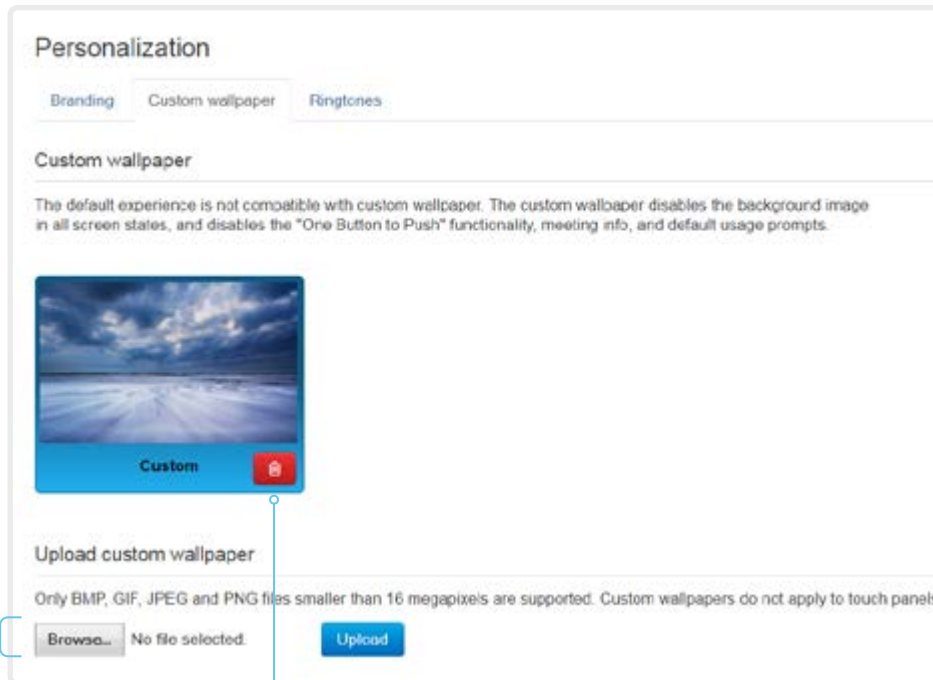 Personalization
Branding Custom wallpaper Ringtones
Custom wallpaper
The default experience is not compatible with custom wallpaper. The custom wallpaper disables the background image
in all screen states, and disables the "One Button to Push" functionality, meeting info, and default usage prompts.
Custom
Upload custom wallpaper
Only BMP, GIF, JPEG and PNG files smaller than 16 megapixels are supported. Custom wallpapers do not apply to touch panels
Browse... No file selected. Upload